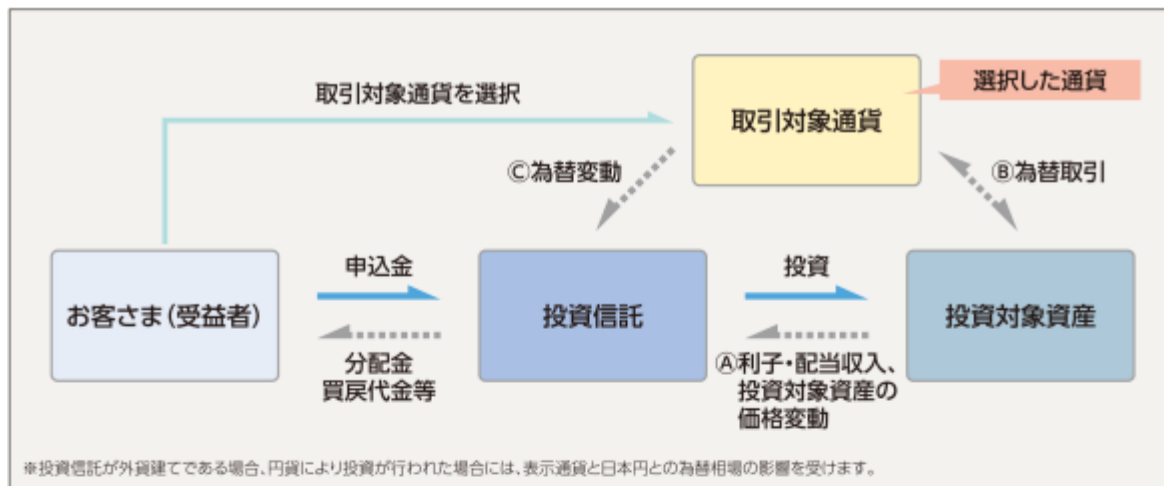 選択した通貨
取引対象通貨を選択
取引対象通貨
Ⓒ為替変動
Ⓑ為替取引
申込金
投資
お客さま(受益者)
投資信託
投資対象資産
分配金
買戻代金等
Ⓐ利子・配当収入、
投資対象資産の
価格変動
※投資信託が外貨建てである場合、円貨により投資が行われた場合には、表示通貨と日本円との為替相場の影響を受けます。